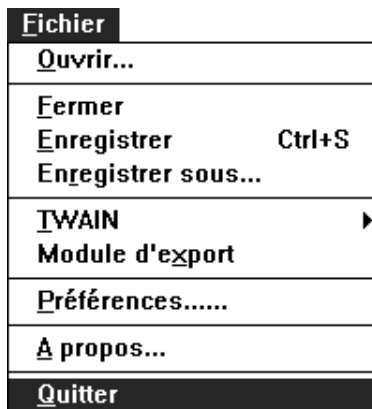 Fichier
Ouvrir...
Fermer
Enregistrer Ctrl+S
Enregistrer sous...
TWAIN
Module d'export
Préférences......
A propos...
Quitter